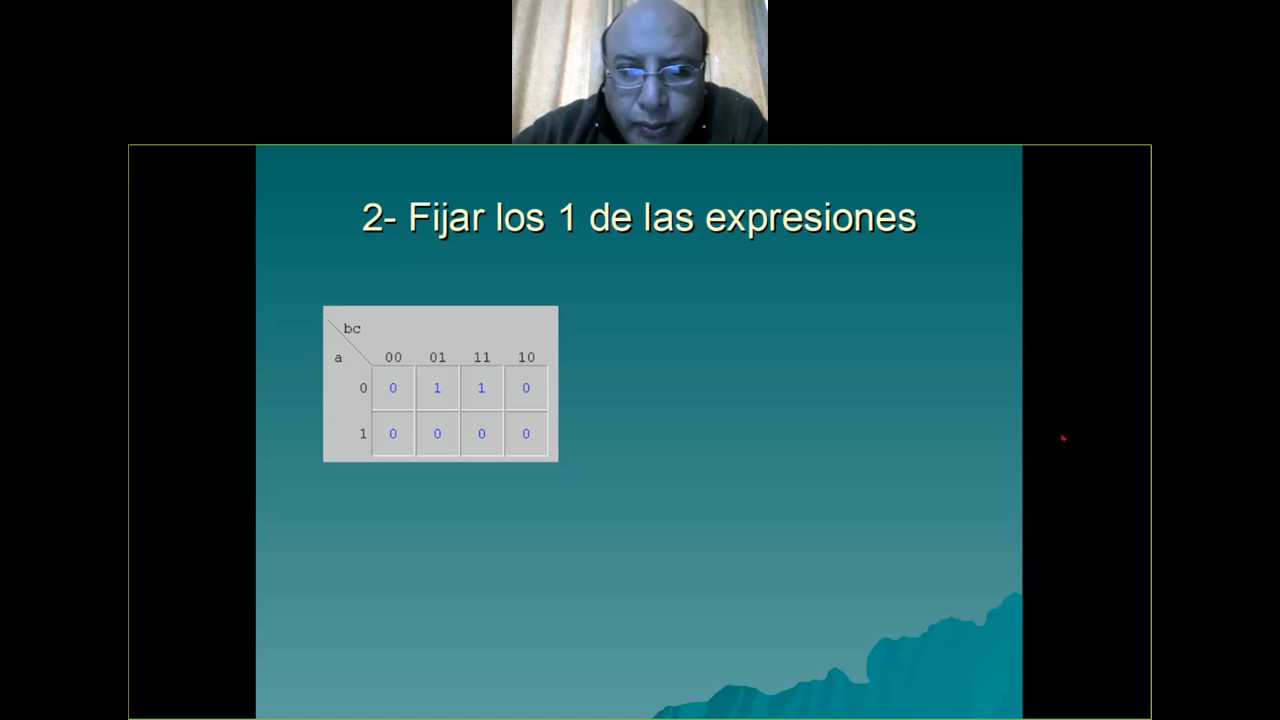 2- Fijar los 1 de las expresiones
bc
a 00 01 11 10
0 0 1 1 0
1 0 0 0 0